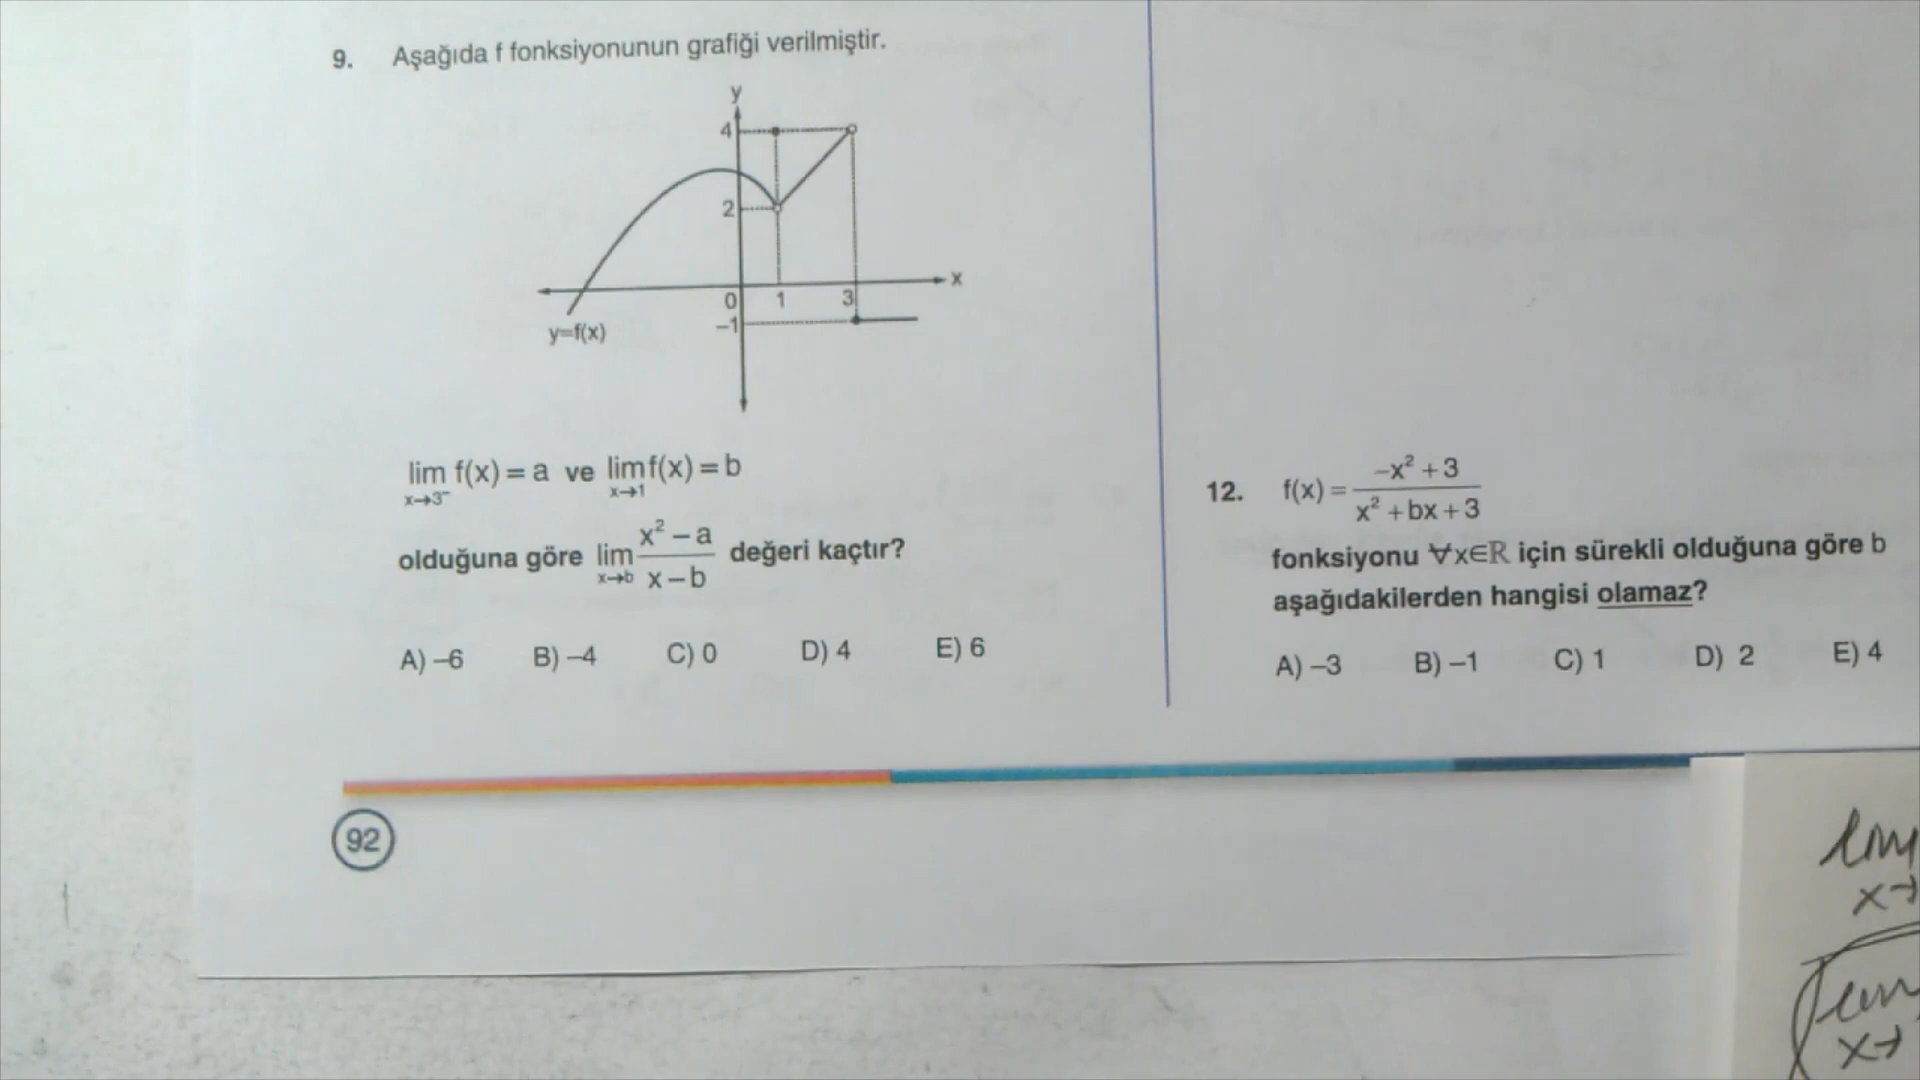 9. Aşağıda f fonksiyonunun grafiği verilmiştir.
y
4
2
0 1 3 x
-1
y=f(x)
lim f(x) = a ve lim f(x) = b
x→3⁻ x→1
olduğuna göre lim x² – a / x – b değeri kaçtır?
x→b
A) –6 B) –4 C) 0 D) 4 E) 6
92
12. f(x) = –x² + 3 / x² + bx + 3
fonksiyonu ∀x∈ℝ için sürekli olduğuna göre b
aşağıdakilerden hangisi olamaz?
A) –3 B) –1 C) 1 D) 2 E) 4
x→
x→